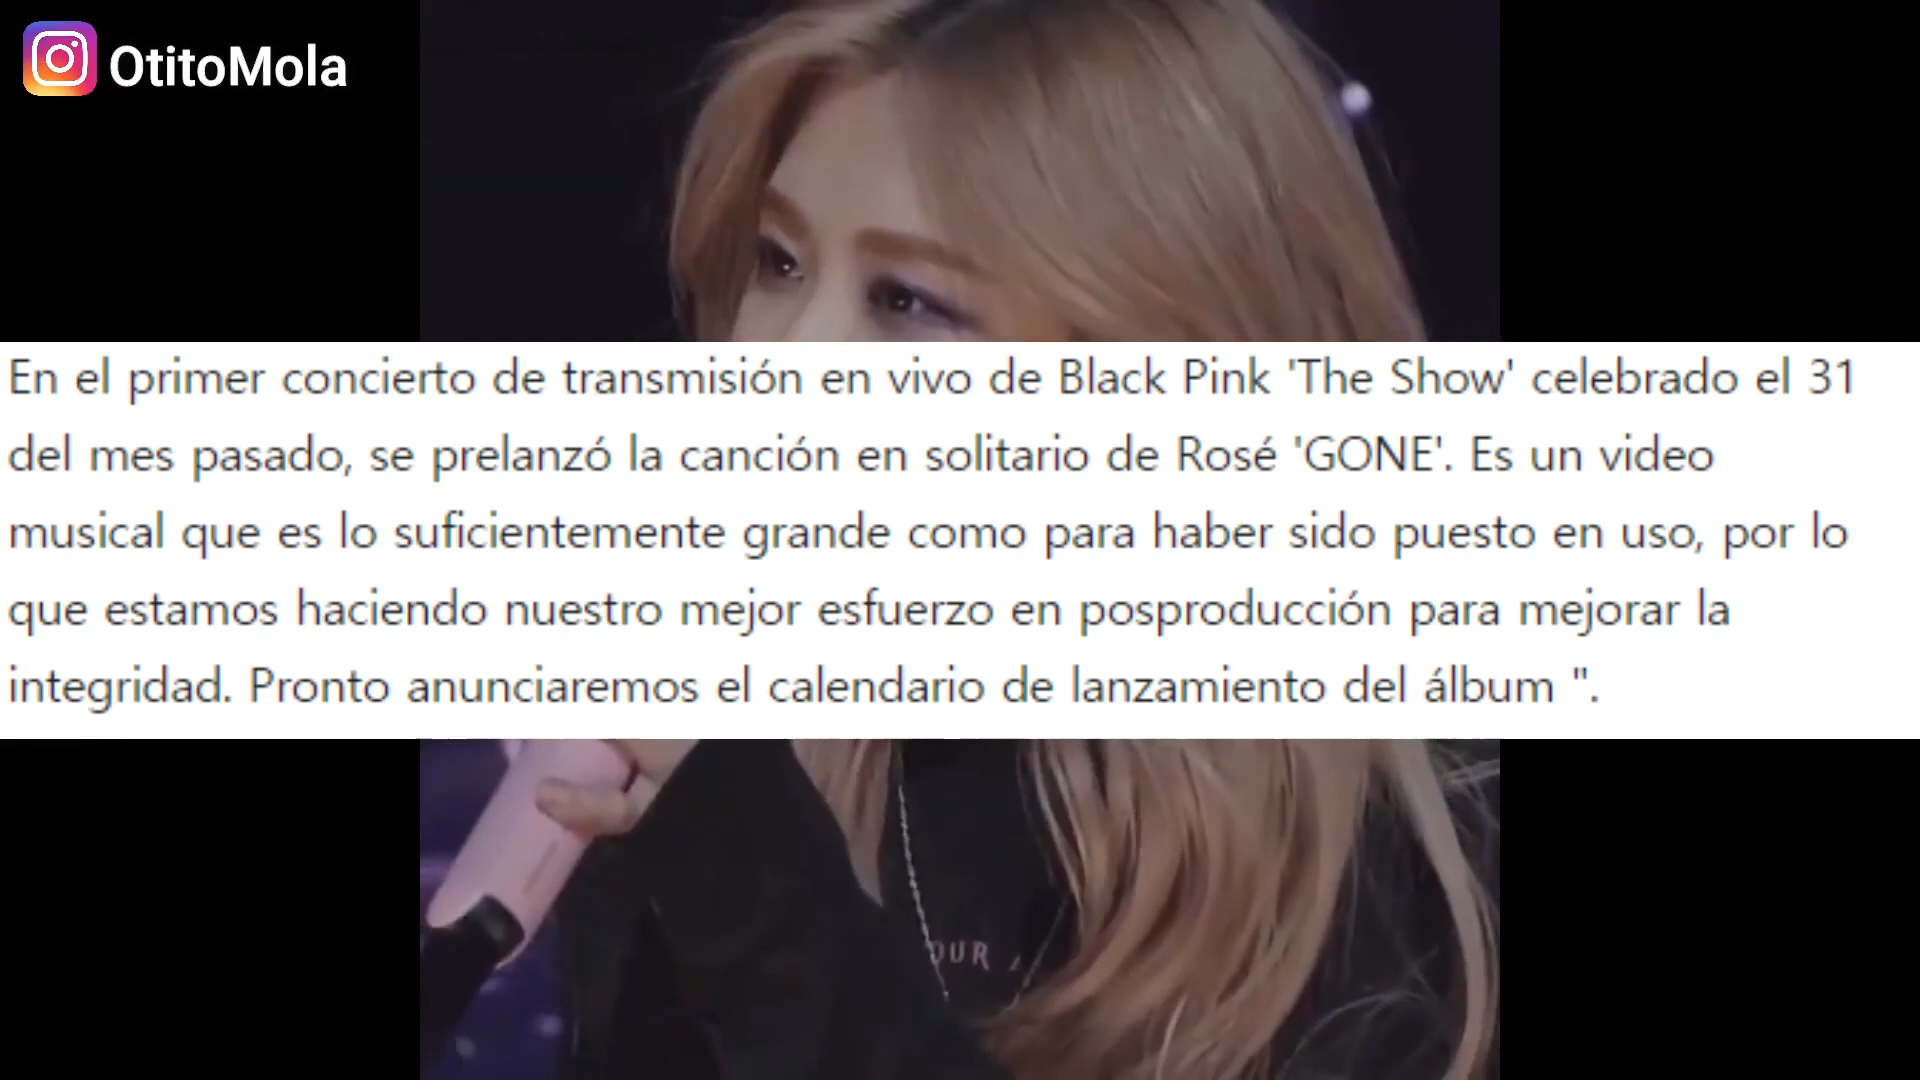 OtitoMola
En el primer concierto de transmisión en vivo de Black Pink 'The Show' celebrado el 31
del mes pasado, se prelanzó la canción en solitario de Rosé 'GONE'. Es un video
musical que es lo suficientemente grande como para haber sido puesto en uso, por lo
que estamos haciendo nuestro mejor esfuerzo en posproducción para mejorar la
integridad. Pronto anunciaremos el calendario de lanzamiento del álbum ".
OUR